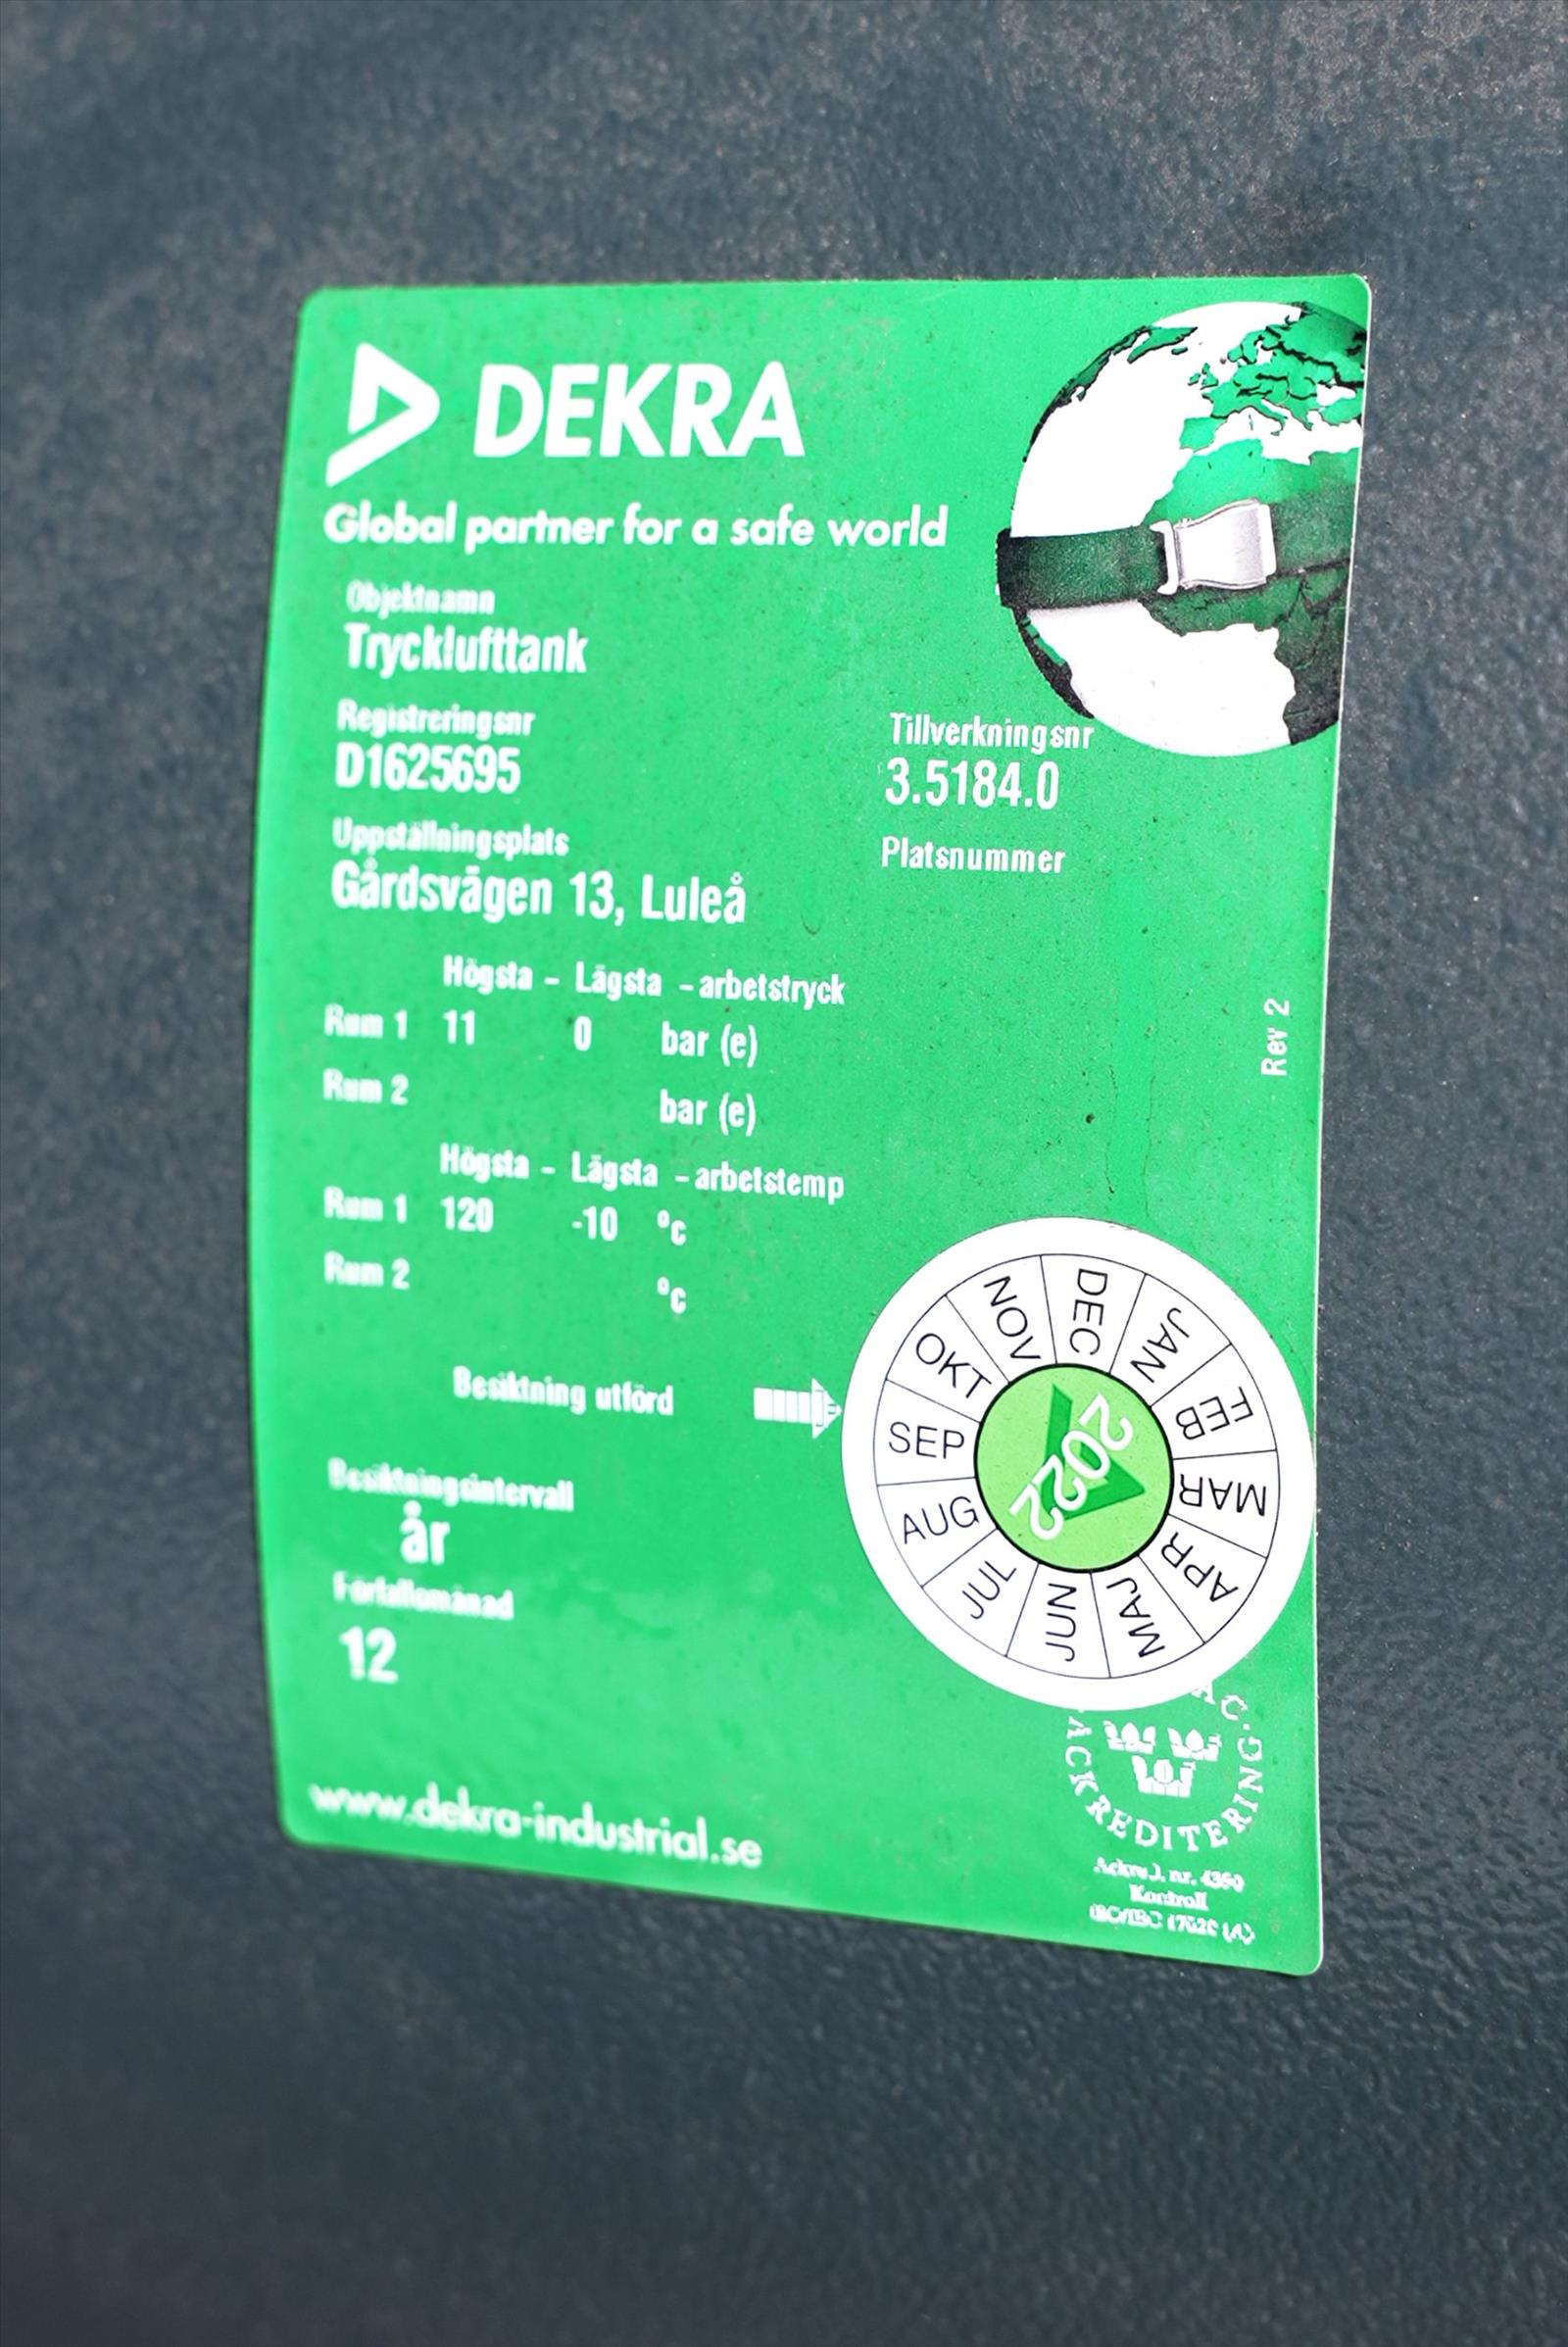 DEKRA
Global partner for a safe world
Objektnamn
Trycklufttank
Registreringsnr
D1625695
Tillverkningsnr
3.5184.0
Uppställningsplats
Gårdsvägen 13, Luleå
Platsnummer
Högsta - Lägsta - arbetstryck
Rum 1 11 0 bar (e)
Rum 2 bar (e)
Rev 2
Högsta - Lägsta - arbetstemp
Rum 1 120 -10 °c
Rum 2 °c
Besiktning utförd
JAN
FEB
MAR
APR
MAJ
JUN
JUL
AUG
SEP
OKT
NOV
DEC
2022
Besiktningsintervall
år
Förfallomånad
12
www.dekra-industrial.se
ACKREDITERING
Kontroll